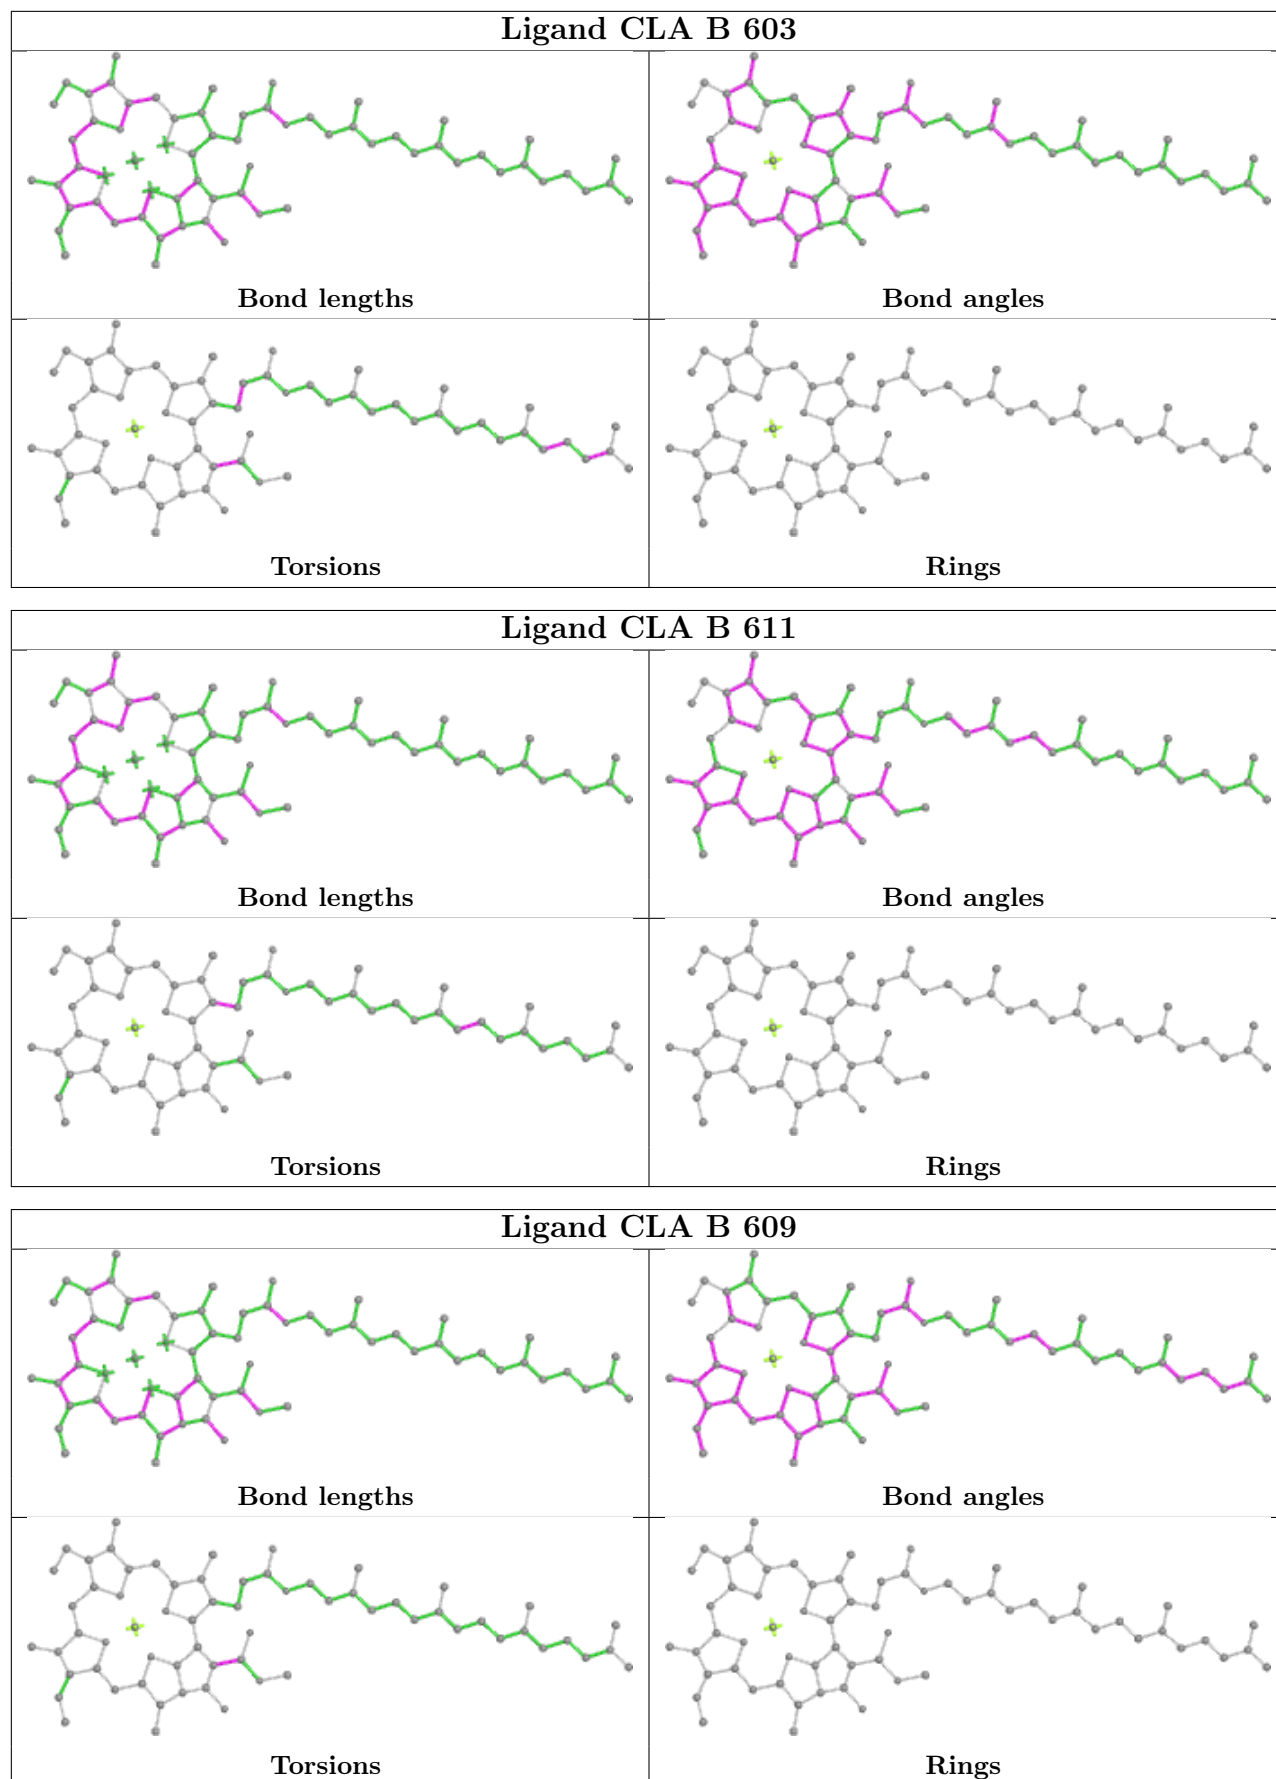 Ligand CLA B 603
Bond lengths
Bond angles
Torsions
Rings
Ligand CLA B 611
Bond lengths
Bond angles
Torsions
Rings
Ligand CLA B 609
Bond lengths
Bond angles
Torsions
Rings